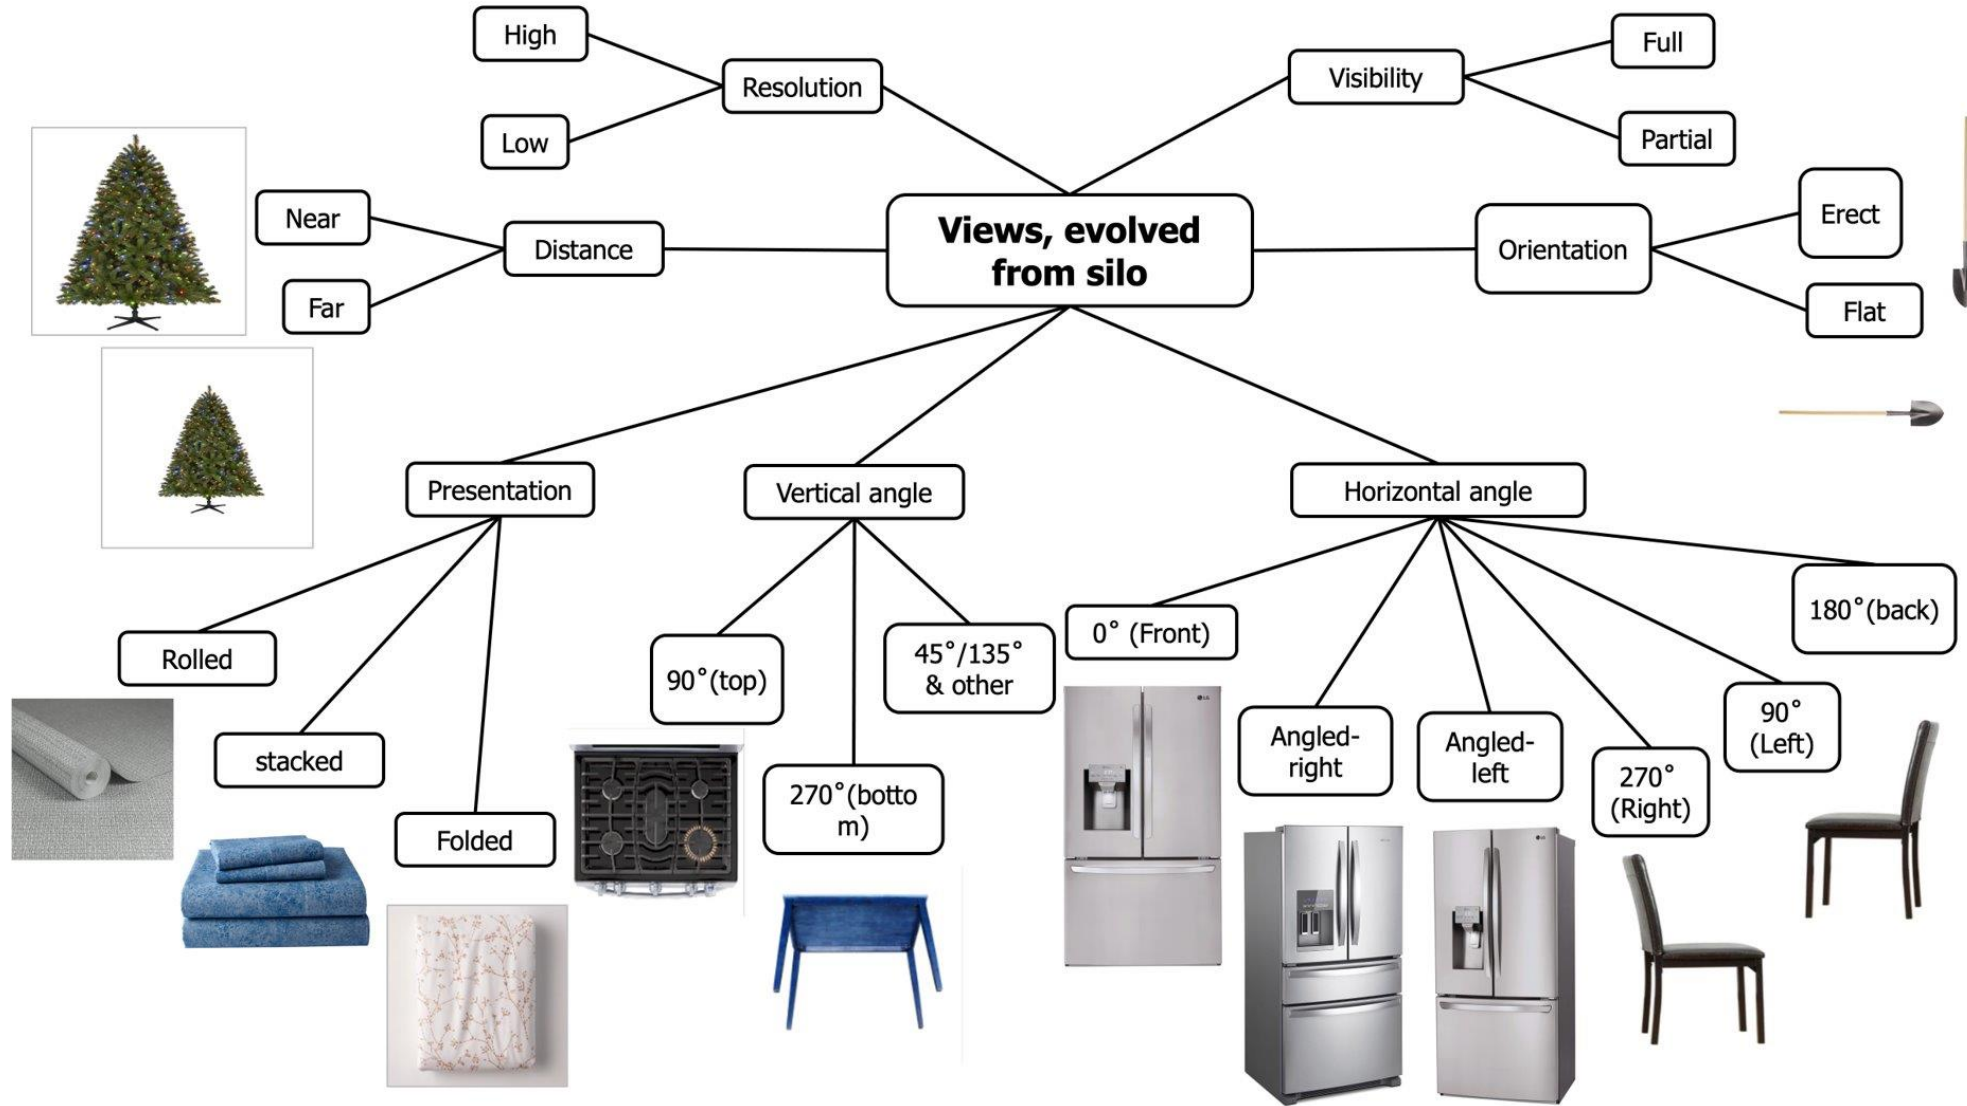 High
Resolution
Low
Visibility
Full
Partial
Near
Distance
Far
Views, evolved
from silo
Orientation
Erect
Flat
Presentation
Vertical angle
Horizontal angle
Rolled
stacked
Folded
90°(top)
270°(botto
m)
45°/135°
& other
0° (Front)
Angled-
right
Angled-
left
270°
(Right)
90°
(Left)
180°(back)
LG
LG